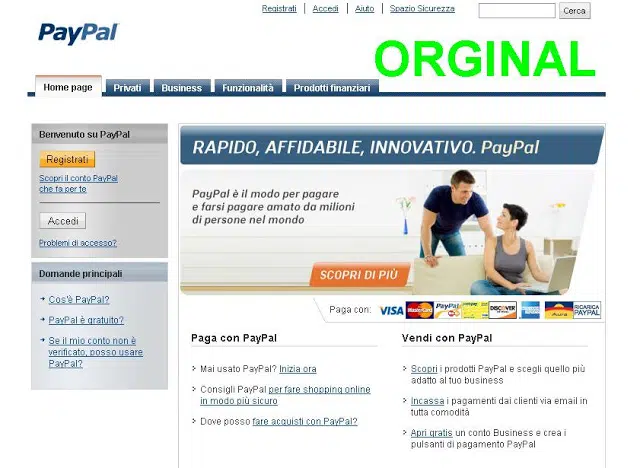 Registrati | Accedi | Aiuto | Spazio Sicurezza
Cerca
PayPal
ORGINAL
Home page
Privati
Business
Funzionalità
Prodotti finanziari
Benvenuto su PayPal
Registrati
Scopri il conto PayPal
che fa per te
Accedi
Problemi di accesso?
Domande principali
Cos'è PayPal?
PayPal è gratuito?
Se il mio conto non è
verificato, posso usare
PayPal?
RAPIDO, AFFIDABILE, INNOVATIVO. PayPal
PayPal è il modo per pagare
e farsi pagare amato da milioni
di persone nel mondo
SCOPRI DI PIÙ
Paga con:
VISA
MasterCard
PayPal
DISCOVER
Aura
RICARICA
PAYPAL
Paga con PayPal
Mai usato PayPal? Inizia ora
Consigli PayPal per fare shopping online
in modo più sicuro
Dove posso fare acquisti con PayPal?
Vendi con PayPal
Scopri i prodotti PayPal e scegli quello più
adatto al tuo business
Incassa i pagamenti dai clienti via email in
tutta comodità
Apri gratis un conto Business e crea i
pulsanti di pagamento PayPal